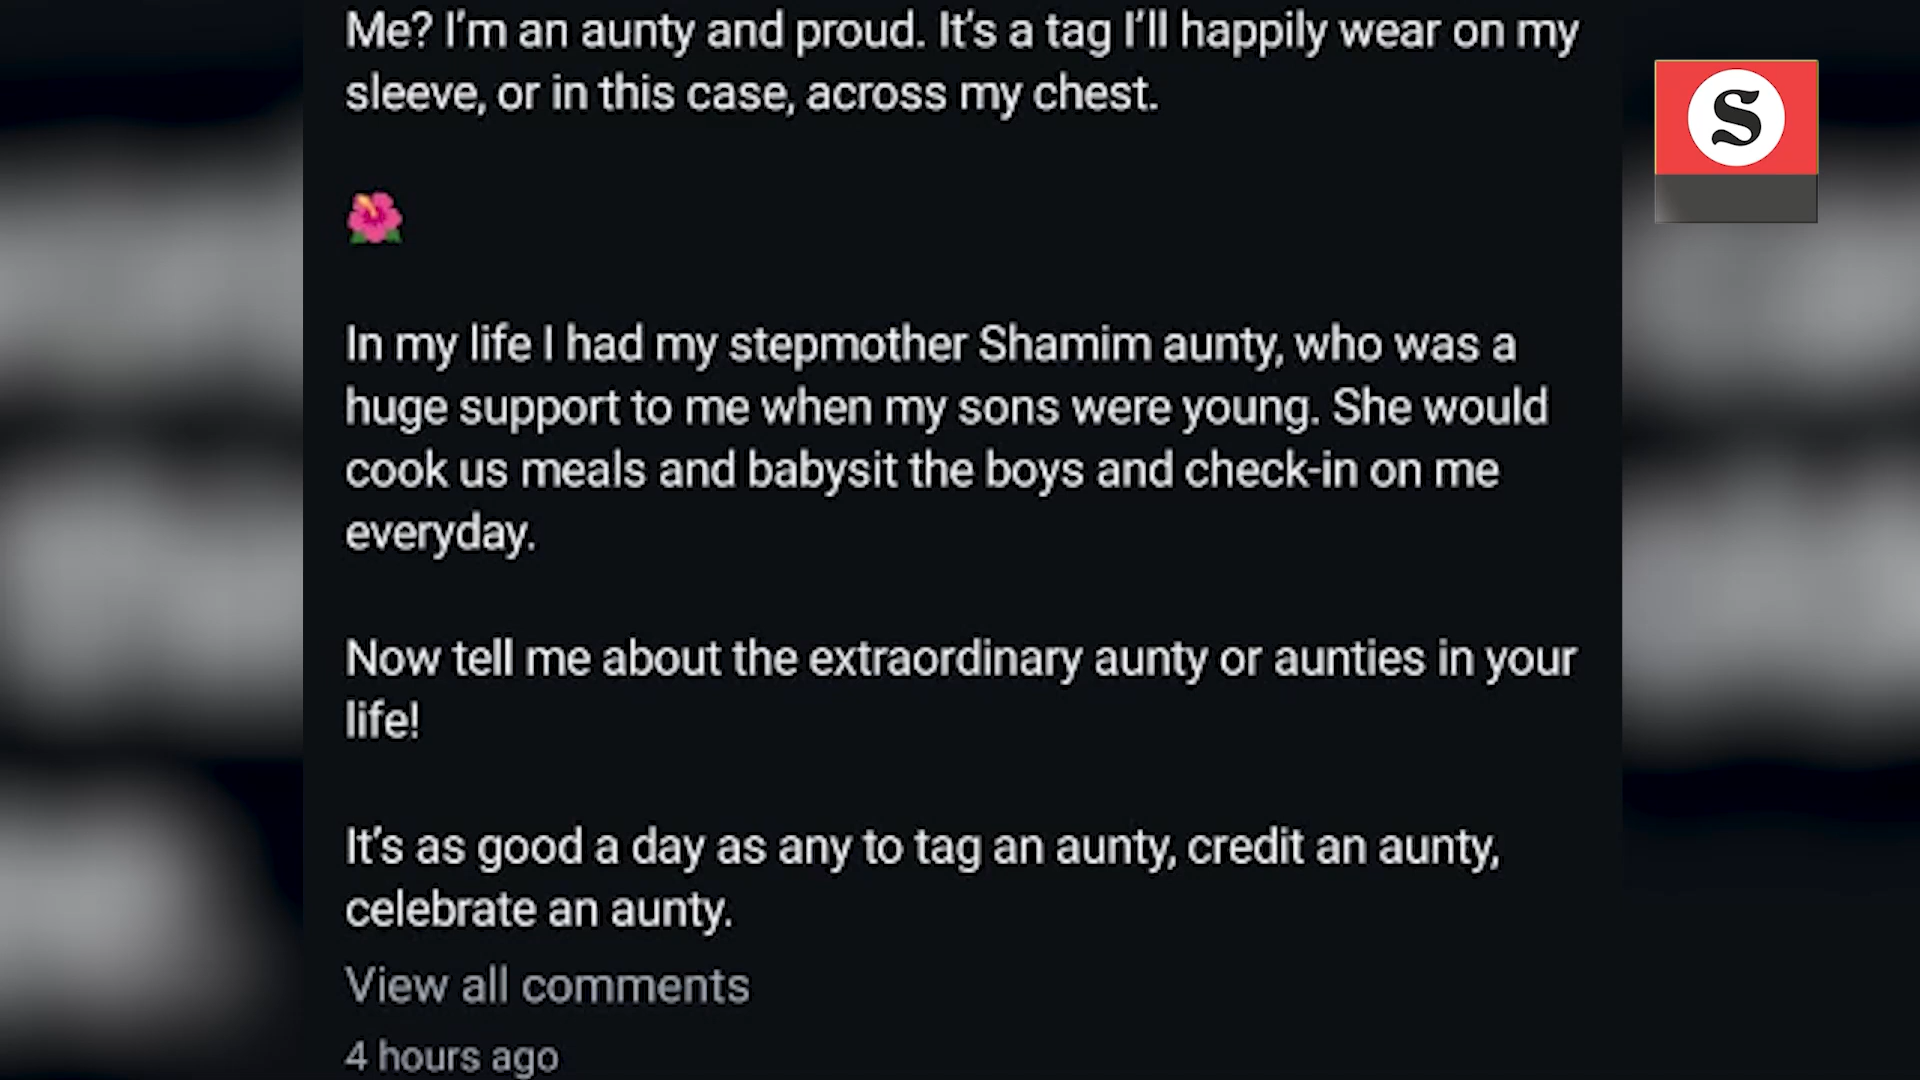 Me? I'm an aunty and proud. It's a tag I'll happily wear on my
sleeve, or in this case, across my chest.
🌺
In my life I had my stepmother Shamim aunty, who was a
huge support to me when my sons were young. She would
cook us meals and babysit the boys and check-in on me
everyday.
Now tell me about the extraordinary aunty or aunties in your
life!
It's as good a day as any to tag an aunty, credit an aunty,
celebrate an aunty.
View all comments
4 hours ago
S